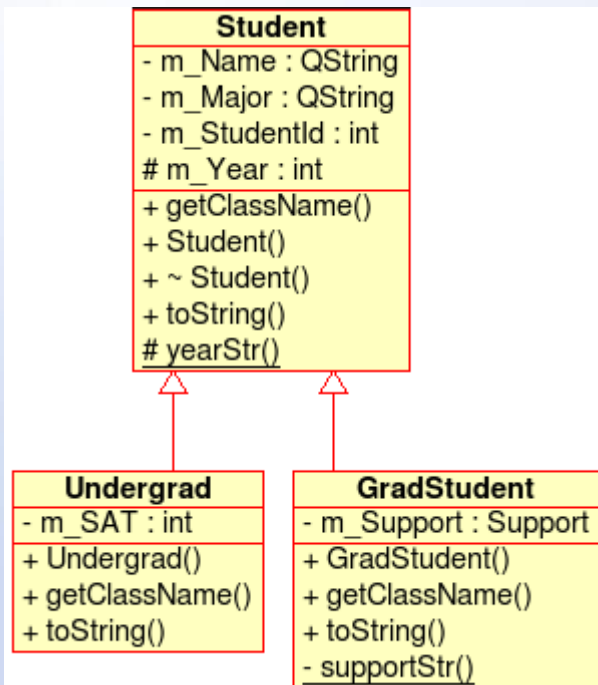 Student
- m_Name : QString
- m_Major : QString
- m_StudentId : int
# m_Year : int
+ getClassName()
+ Student()
+ ~ Student()
+ toString()
# yearStr()
Undergrad
- m_SAT : int
+ Undergrad()
+ getClassName()
+ toString()
GradStudent
- m_Support : Support
+ GradStudent()
+ getClassName()
+ toString()
- supportStr()